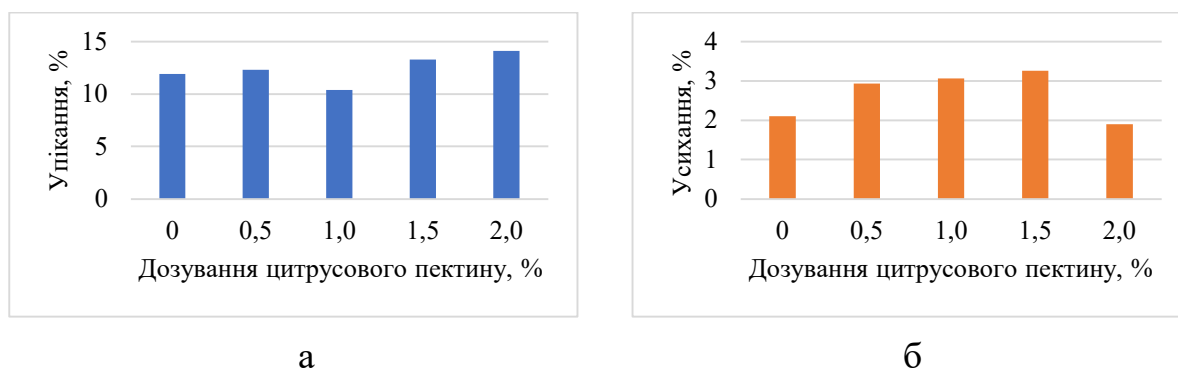 Упікання, %
15
10
5
0
0 0,5 1,0 1,5 2,0
Дозування цитрусового пектину, %
а
Усихання, %
4
3
2
1
0
0 0,5 1,0 1,5 2,0
Дозування цитрусового пектину, %
б